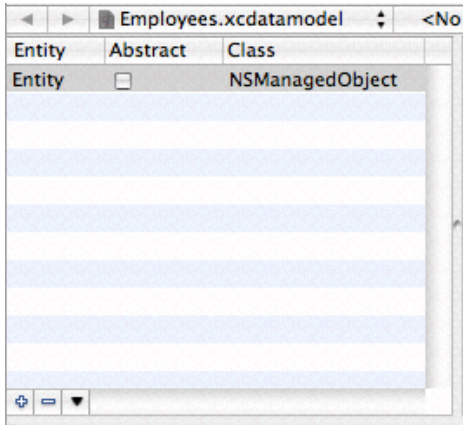 Employees.xcdatamodel <No
Entity Abstract Class
Entity NSManagedObject